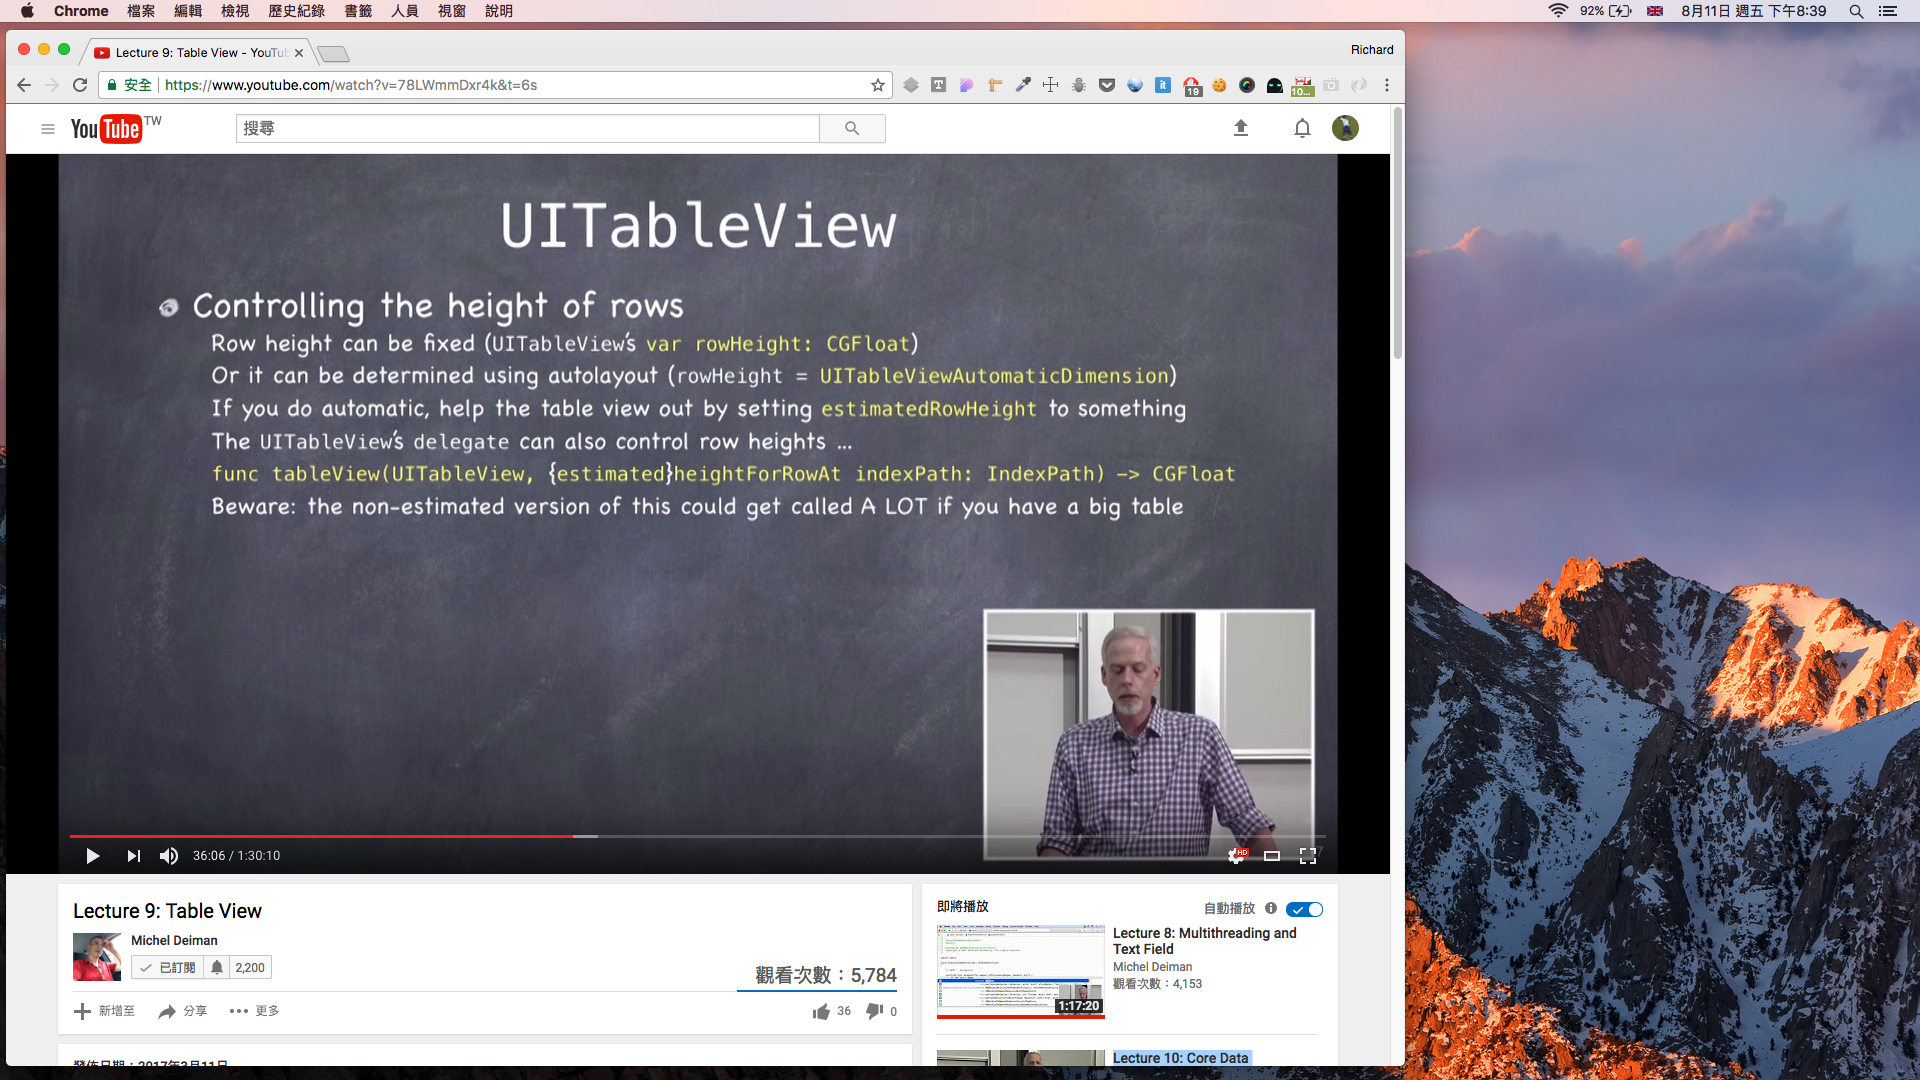 Chrome 檔案 編輯 檢視 歷史紀錄 書籤 人員 視窗 說明 92% 8月11日 週五 下午8:39
Lecture 9: Table View - YouTub Richard
安全 https://www.youtube.com/watch?v=78LWmmDxr4k&t=6s 19 10...
YouTube TW 搜尋
UITableView
Controlling the height of rows
Row height can be fixed (UITableView's var rowHeight: CGFloat)
Or it can be determined using autolayout (rowHeight = UITableViewAutomaticDimension)
If you do automatic, help the table view out by setting estimatedRowHeight to something
The UITableView's delegate can also control row heights ...
func tableView(UITableView, {estimated}heightForRowAt indexPath: IndexPath) -> CGFloat
Beware: the non-estimated version of this could get called A LOT if you have a big table
36:06 / 1:30:10 HD
Lecture 9: Table View
Michel Deiman
已訂閱 2,200
觀看次數：5,784
新增至 分享 更多 36 0
發佈日期：2017年3月11日
即將播放 自動播放
Lecture 8: Multithreading and
Text Field
Michel Deiman
觀看次數：4,153
1:17:20
Lecture 10: Core Data